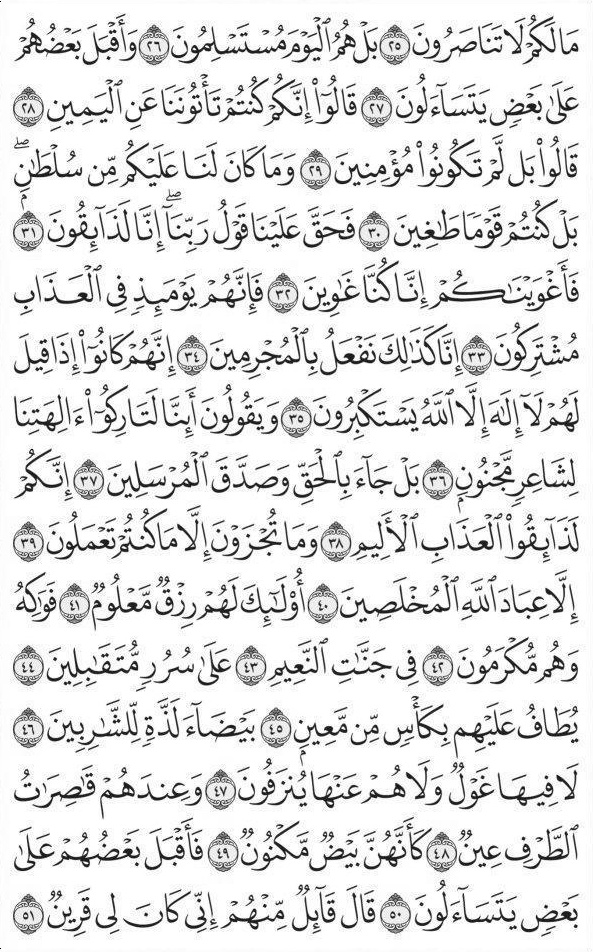 مَا لَكُمْ لَا تَنَاصَرُونَ ٢٥ بَلْ هُمُ ٱلْيَوْمَ مُسْتَسْلِمُونَ ٢٦ وَأَقْبَلَ بَعْضُهُمْ
عَلَىٰ بَعْضٍ يَتَسَآءَلُونَ ٢٧ قَالُوٓا۟ إِنَّكُمْ كُنتُمْ تَأْتُونَنَا عَنِ ٱلْيَمِينِ ٢٨
قَالُوا۟ بَل لَّمْ تَكُونُوا۟ مُؤْمِنِينَ ٢٩ وَمَا كَانَ لَنَا عَلَيْكُم مِّن سُلْطَٰنٍۭ ۖ
بَلْ كُنتُمْ قَوْمًا طَٰغِينَ ٣٠ فَحَقَّ عَلَيْنَا قَوْلُ رَبِّنَآ ۖ إِنَّا لَذَآئِقُونَ ٣١
فَأَغْوَيْنَٰكُمْ إِنَّا كُنَّا غَٰوِينَ ٣٢ فَإِنَّهُمْ يَوْمَئِذٍ فِى ٱلْعَذَابِ
مُشْتَرِكُونَ ٣٣ إِنَّا كَذَٰلِكَ نَفْعَلُ بِٱلْمُجْرِمِينَ ٣٤ إِنَّهُمْ كَانُوٓا۟ إِذَا قِيلَ
لَهُمْ لَآ إِلَٰهَ إِلَّا ٱللَّهُ يَسْتَكْبِرُونَ ٣٥ وَيَقُولُونَ أَئِنَّا لَتَارِكُوٓا۟ ءَالِهَتِنَا
لِشَاعِرٍ مَّجْنُونٍۭ ٣٦ بَلْ جَآءَ بِٱلْحَقِّ وَصَدَّقَ ٱلْمُرْسَلِينَ ٣٧ إِنَّكُمْ
لَذَآئِقُوا۟ ٱلْعَذَابِ ٱلْأَلِيمِ ٣٨ وَمَا تُجْزَوْنَ إِلَّا مَا كُنتُمْ تَعْمَلُونَ ٣٩
إِلَّا عِبَادَ ٱللَّهِ ٱلْمُخْلَصِينَ ٤٠ أُو۟لَٰٓئِكَ لَهُمْ رِزْقٌ مَّعْلُومٌ ٤١ فَوَٰكِهُ
وَهُم مُّكْرَمُونَ ٤٢ فِى جَنَّٰتِ ٱلنَّعِيمِ ٤٣ عَلَىٰ سُرُرٍ مُّتَقَٰبِلِينَ ٤٤
يُطَافُ عَلَيْهِم بِكَأْسٍ مِّن مَّعِينٍۭ ٤٥ بَيْضَآءَ لَذَّةٍ لِّلشَّٰرِبِينَ ٤٦
لَا فِيهَا غَوْلٌ وَلَا هُمْ عَنْهَا يُنزَفُونَ ٤٧ وَعِندَهُمْ قَٰصِرَٰتُ
ٱلطَّرْفِ عِينٌ ٤٨ كَأَنَّهُنَّ بَيْضٌ مَّكْنُونٌ ٤٩ فَأَقْبَلَ بَعْضُهُمْ عَلَىٰ
بَعْضٍ يَتَسَآءَلُونَ ٥٠ قَالَ قَآئِلٌ مِّنْهُمْ إِنِّى كَانَ لِى قَرِينٌ ٥١